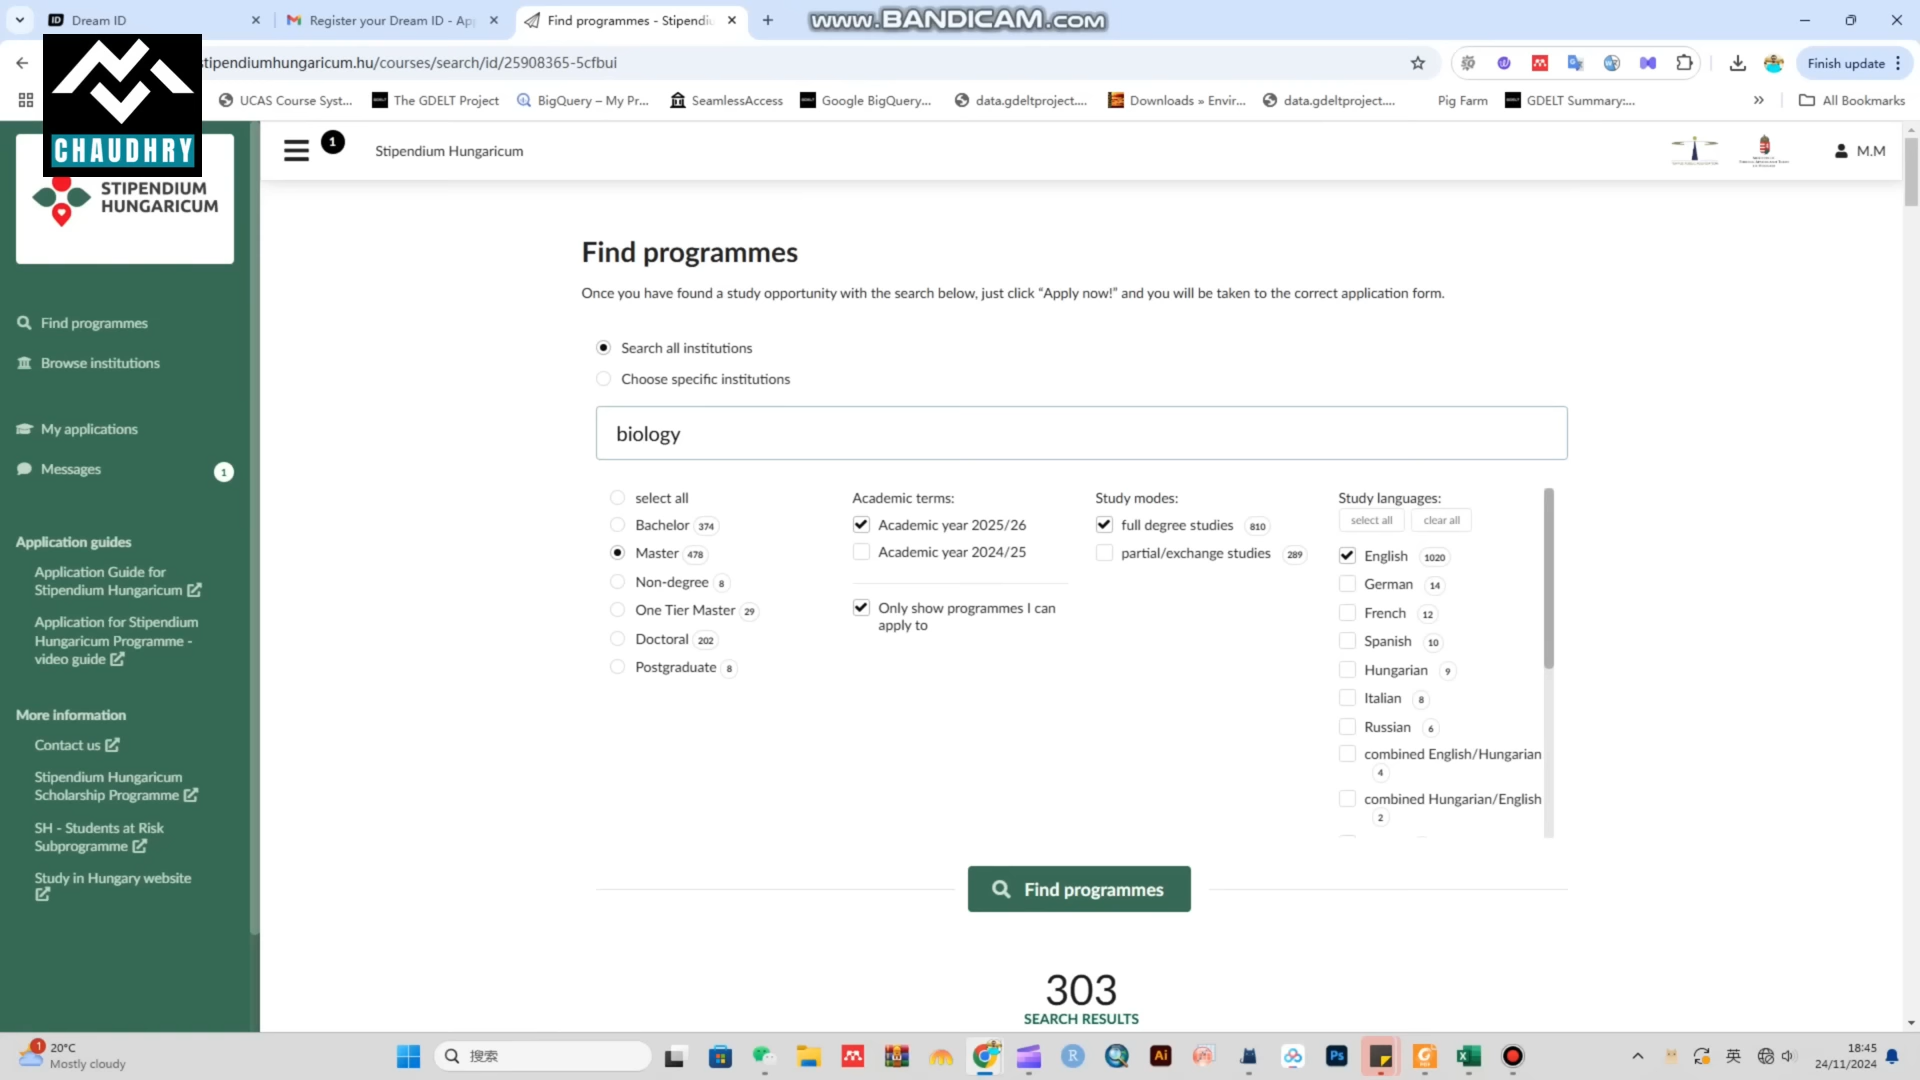 Dream ID
Register your Dream ID - Ap
Find programmes - Stipendiu
www.BANDICAM.com
stipendiumhungaricum.hu/courses/search/id/25908365-5cfbui
Finish update
UCAS Course Syst...
The GDELT Project
BigQuery – My Pr...
SeamlessAccess
Google BigQuery...
data.gdeltproject....
Downloads » Envir...
data.gdeltproject....
Pig Farm
GDELT Summary:...
All Bookmarks
CHAUDHRY
STIPENDIUM
HUNGARICUM
1
Stipendium Hungaricum
M.M
Find programmes
Browse institutions
My applications
Messages
1
Application guides
Application Guide for
Stipendium Hungaricum
Application for Stipendium
Hungaricum Programme -
video guide
More information
Contact us
Stipendium Hungaricum
Scholarship Programme
SH - Students at Risk
Subprogramme
Study in Hungary website
Find programmes
Once you have found a study opportunity with the search below, just click “Apply now!” and you will be taken to the correct application form.
Search all institutions
Choose specific institutions
biology
select all
Bachelor 374
Master 478
Non-degree 8
One Tier Master 29
Doctoral 202
Postgraduate 8
Academic terms:
Academic year 2025/26
Academic year 2024/25
Only show programmes I can
apply to
Study modes:
full degree studies 810
partial/exchange studies 289
Study languages:
select all clear all
English 1020
German 14
French 12
Spanish 10
Hungarian 9
Italian 8
Russian 6
combined English/Hungarian
4
combined Hungarian/English
2
Find programmes
303
SEARCH RESULTS
1
20°C
Mostly cloudy
搜索
R
Ai
Ps
英
18:45
24/11/2024